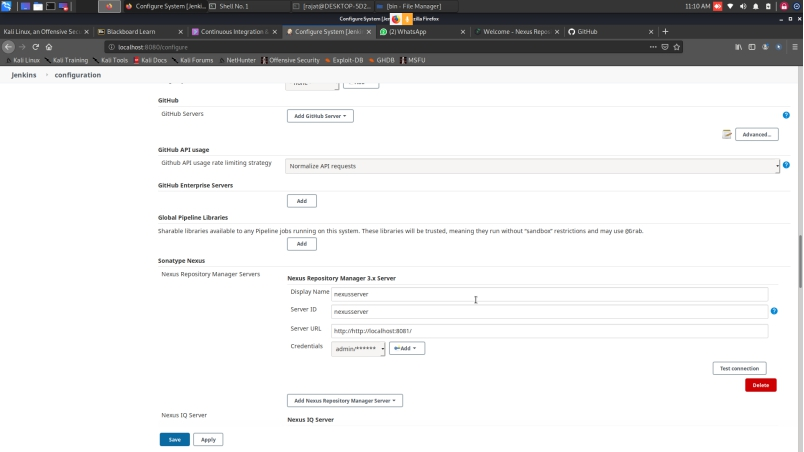 Configure System [Jenki...
Shell No. 1
[rajat@DESKTOP-5D2...
[bin - File Manager]
11:10 AM
Kali Linux, an Offensive Sec
Blackboard Learn
Continuous Integration &
Configure System [Jenki
(2) WhatsApp
Welcome - Nexus Repos
GitHub
localhost:8080/configure
Kali Linux
Kali Training
Kali Tools
Kali Docs
Kali Forums
NetHunter
Offensive Security
Exploit-DB
GHDB
MSFU
Jenkins
configuration
GitHub
GitHub Servers
Add GitHub Server
Advanced...
GitHub API usage
Github API usage rate limiting strategy
Normalize API requests
GitHub Enterprise Servers
Add
Global Pipeline Libraries
Sharable libraries available to any Pipeline jobs running on this system. These libraries will be trusted, meaning they run without "sandbox" restrictions and may use @Grab.
Add
Sonatype Nexus
Nexus Repository Manager Servers
Nexus Repository Manager 3.x Server
Display Name
nexusserver
Server ID
nexusserver
Server URL
http://http://localhost:8081/
Credentials
admin/******
Add
Test connection
Delete
Add Nexus Repository Manager Server
Nexus IQ Server
Nexus IQ Server
Save
Apply